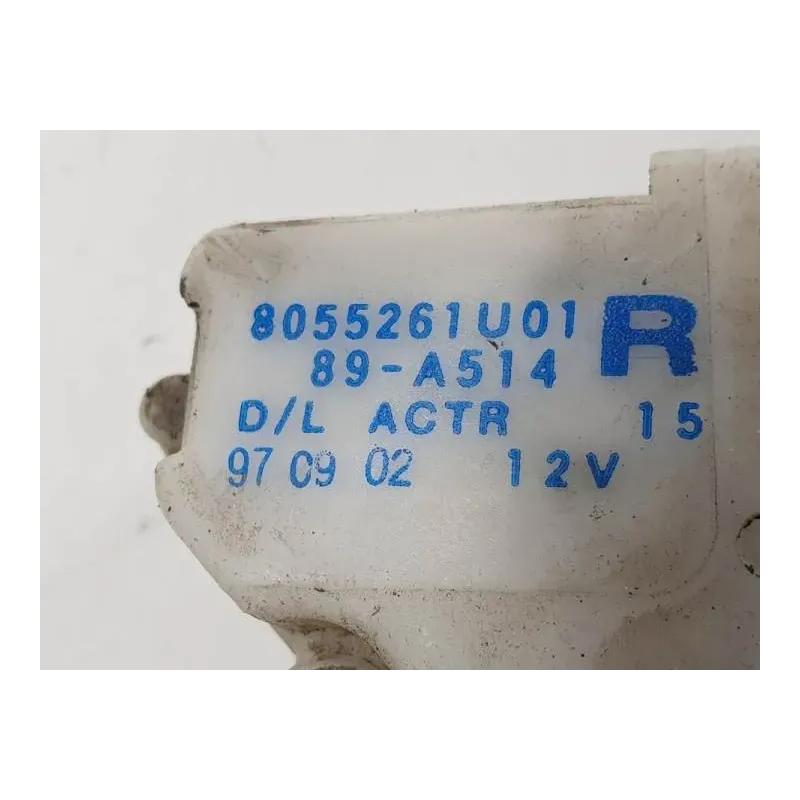 8055261U01 R
89-A514
D/L ACTR 15
97 09 02 12V